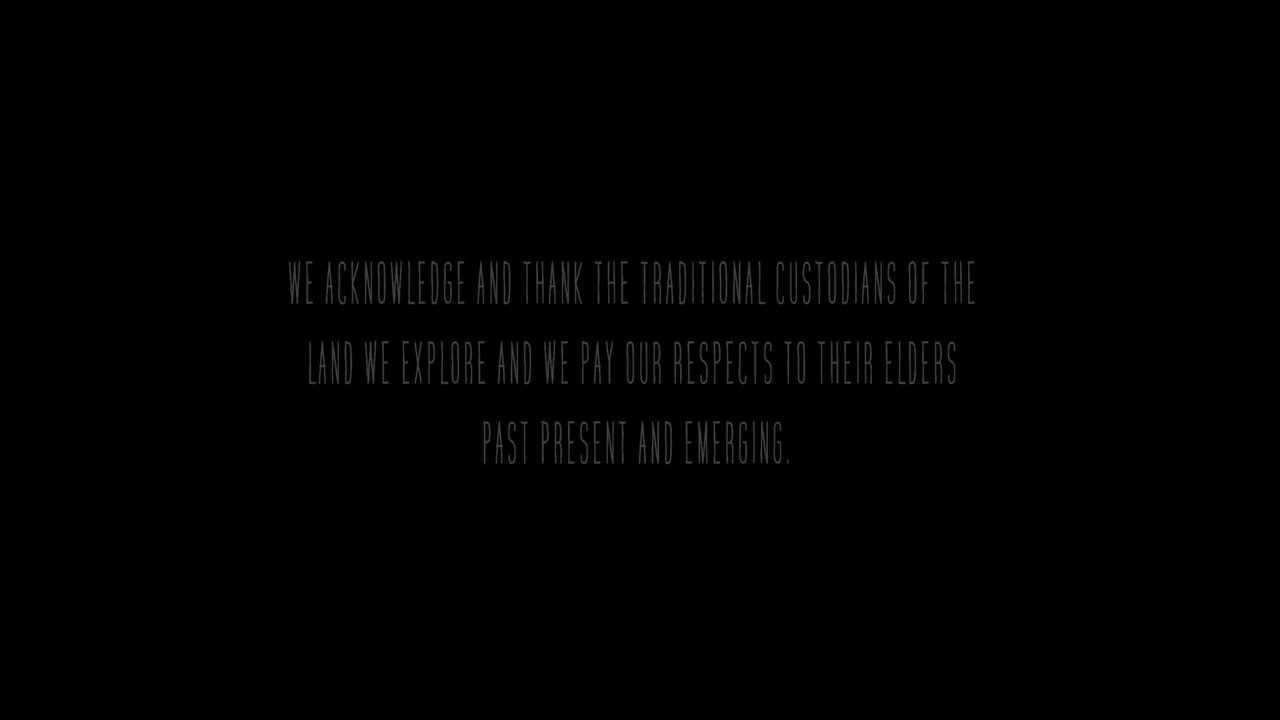 WE ACKNOWLEDGE AND THANK THE TRADITIONAL CUSTODIANS OF THE
LAND WE EXPLORE AND WE PAY OUR RESPECTS TO THEIR ELDERS
PAST PRESENT AND EMERGING.